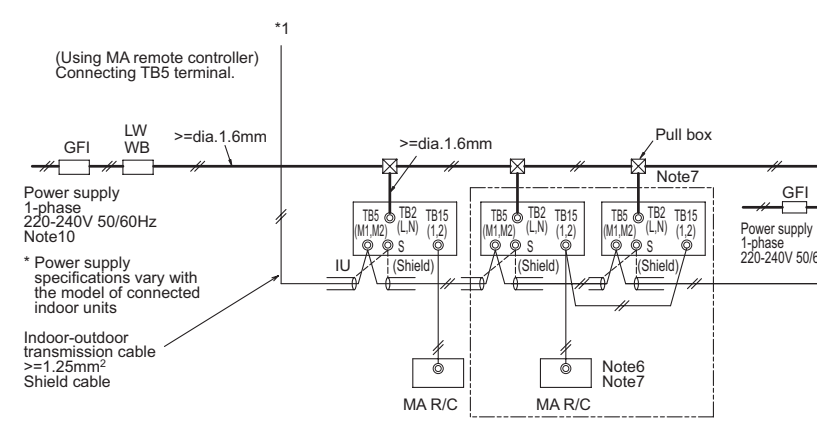 *1
(Using MA remote controller)
Connecting TB5 terminal.
LW
GFI
WB
>=dia.1.6mm
>=dia.1.6mm
Pull box
Note7
GFI
Power supply
1-phase
220-240V 50/60Hz
Note10
* Power supply
specifications vary with
the model of connected
indoor units
TB5
(M1,M2)
TB2
(L,N)
TB15
(1,2)
S
(Shield)
IU
TB5
(M1,M2)
TB2
(L,N)
TB15
(1,2)
S
(Shield)
TB5
(M1,M2)
TB2
(L,N)
TB15
(1,2)
S
(Shield)
Power supply
1-phase
220-240V 50/6
Indoor-outdoor
transmission cable
>=1.25mm2
Shield cable
MA R/C
MA R/C
Note6
Note7